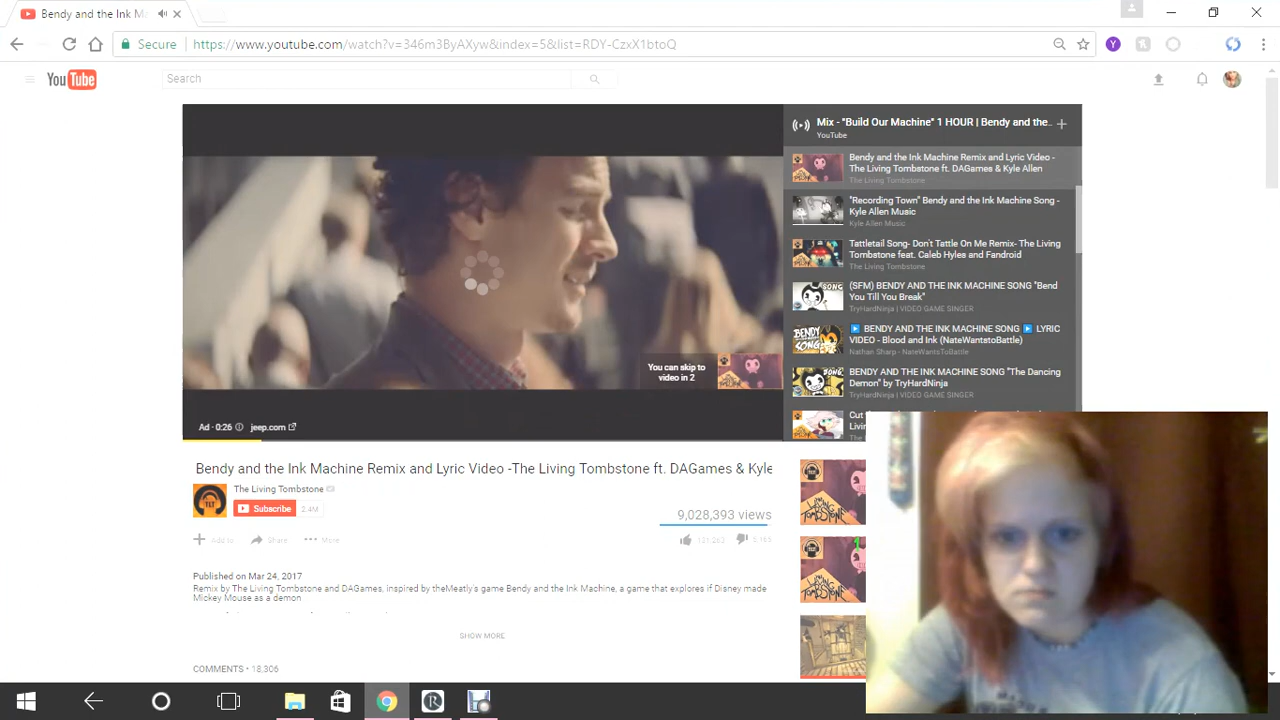 Bendy and the Ink M
Secure
https://www.youtube.com/watch?v=346m3ByAXyw&index=5&list=RDY-CzxX1btoQ
YouTube
Search
You can skip to
video in 2
Ad · 0:26
jeep.com
Mix - "Build Our Machine" 1 HOUR | Bendy and the...
YouTube
Bendy and the Ink Machine Remix and Lyric Video -
The Living Tombstone ft. DAGames & Kyle Allen
The Living Tombstone
"Recording Town" Bendy and the Ink Machine Song -
Kyle Allen Music
Kyle Allen Music
Tattletail Song- Don't Tattle On Me Remix- The Living
Tombstone feat. Caleb Hyles and Fandroid
The Living Tombstone
(SFM) BENDY AND THE INK MACHINE SONG "Bend
You Till You Break"
TryHardNinja | VIDEO GAME SINGER
BENDY AND THE INK MACHINE SONG LYRIC
VIDEO - Blood and Ink (NateWantstoBattle)
Nathan Sharp - NateWantsToBattle
BENDY AND THE INK MACHINE SONG "The Dancing
Demon" by TryHardNinja
TryHardNinja | VIDEO GAME SINGER
Cut
Livi
Bendy and the Ink Machine Remix and Lyric Video -The Living Tombstone ft. DAGames & Kyle
The Living Tombstone
Subscribe
2.4M
9,028,393 views
Add to
Share
More
Published on Mar 24, 2017
Remix by The Living Tombstone and DAGames, inspired by theMeatly's game Bendy and the Ink Machine, a game that explores if Disney made
Mickey Mouse as a demon
SHOW MORE
COMMENTS • 18,306